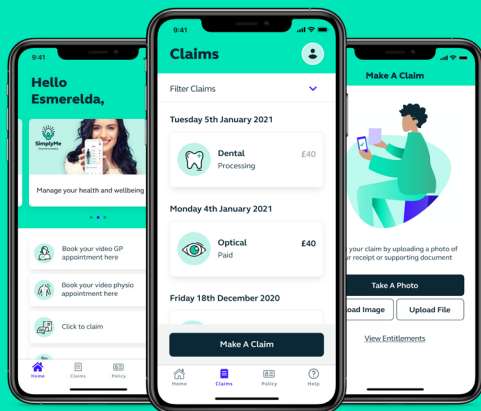 9:41
Hello
Esmerelda,
SimplyMe
Manage your health and wellbeing
Book your video GP
appointment here
Book your video physio
appointment here
Click to claim
Home
Claims
Policy
9:41
Claims
Filter Claims
Tuesday 5th January 2021
Dental
£40
Processing
Monday 4th January 2021
Optical
£40
Paid
Friday 18th December 2020
Make A Claim
Home
Claims
Policy
Help
Make A Claim
your claim by uploading a photo of
receipt or supporting document
Take A Photo
oad Image
Upload File
View Entitlements